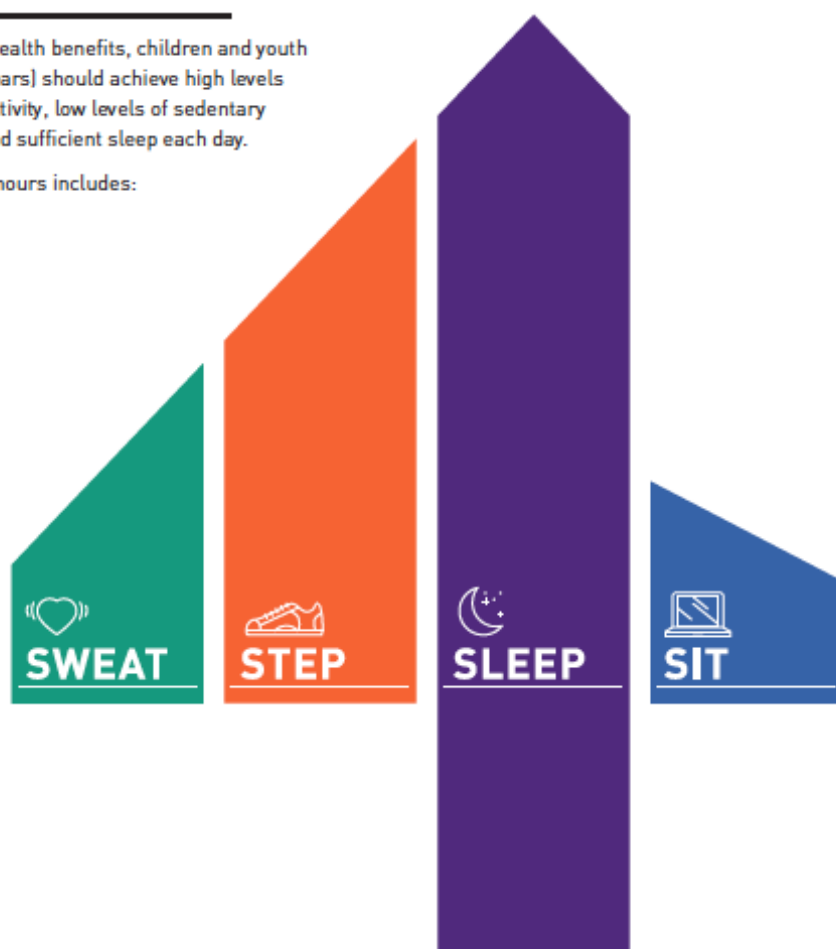 ealth benefits, children and youth
ars) should achieve high levels
tivity, low levels of sedentary
d sufficient sleep each day.
hours includes:
SWEAT
STEP
SLEEP
SIT